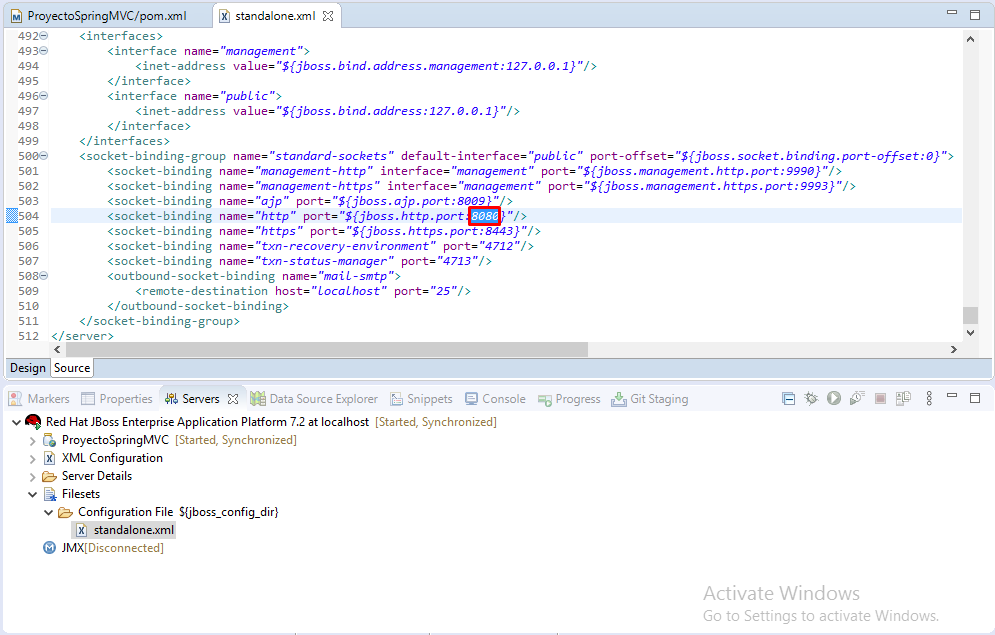 ProyectoSpringMVC/pom.xml standalone.xml
492 <interfaces>
493 <interface name="management">
494 <inet-address value="${jboss.bind.address.management:127.0.0.1}"/>
495 </interface>
496 <interface name="public">
497 <inet-address value="${jboss.bind.address:127.0.0.1}"/>
498 </interface>
499 </interfaces>
500 <socket-binding-group name="standard-sockets" default-interface="public" port-offset="${jboss.socket.binding.port-offset:0}">
501 <socket-binding name="management-http" interface="management" port="${jboss.management.http.port:9990}"/>
502 <socket-binding name="management-https" interface="management" port="${jboss.management.https.port:9993}"/>
503 <socket-binding name="ajp" port="${jboss.ajp.port:8009}"/>
504 <socket-binding name="http" port="${jboss.http.port:8080}"/>
505 <socket-binding name="https" port="${jboss.https.port:8443}"/>
506 <socket-binding name="txn-recovery-environment" port="4712"/>
507 <socket-binding name="txn-status-manager" port="4713"/>
508 <outbound-socket-binding name="mail-smtp">
509 <remote-destination host="localhost" port="25"/>
510 </outbound-socket-binding>
511 </socket-binding-group>
512 </server>
Design Source
Markers Properties Servers Data Source Explorer Snippets Console Progress Git Staging
Red Hat JBoss Enterprise Application Platform 7.2 at localhost [Started, Synchronized]
ProyectoSpringMVC [Started, Synchronized]
XML Configuration
Server Details
Filesets
Configuration File ${jboss_config_dir}
standalone.xml
JMX[Disconnected]
Activate Windows
Go to Settings to activate Windows.